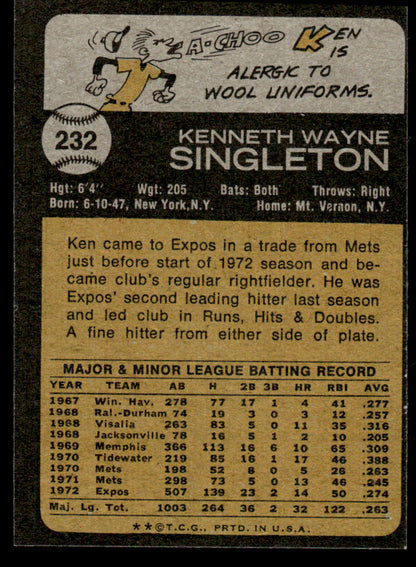 A-CHOO
KEN
IS
ALERGIC TO
WOOL UNIFORMS.
232
KENNETH WAYNE
SINGLETON
Hgt: 6'4" Wgt: 205 Bats: Both Throws: Right
Born: 6-10-47, New York,N.Y. Home: Mt. Vernon, N.Y.
Ken came to Expos in a trade from Mets
just before start of 1972 season and be-
came club's regular rightfielder. He was
Expos' second leading hitter last season
and led club in Runs, Hits & Doubles.
A fine hitter from either side of plate.
MAJOR & MINOR LEAGUE BATTING RECORD
YEAR TEAM AB H 2B 3B HR RBI AVG
1967 Win. Hav. 278 77 17 1 4 41 .277
1968 Ral.-Durham 74 19 3 0 3 12 .257
1968 Visalia 263 83 5 0 11 35 .316
1968 Jacksonville 78 16 5 1 2 10 .205
1969 Memphis 366 113 16 6 10 65 .309
1970 Tidewater 219 85 16 1 17 46 .388
1970 Mets 198 52 8 0 5 26 .263
1971 Mets 298 73 5 0 13 46 .245
1972 Expos 507 139 23 2 14 50 .274
Maj. Lg. Tot. 1003 264 36 2 32 122 .263
**©T.C.G., PRTD. IN U.S.A.